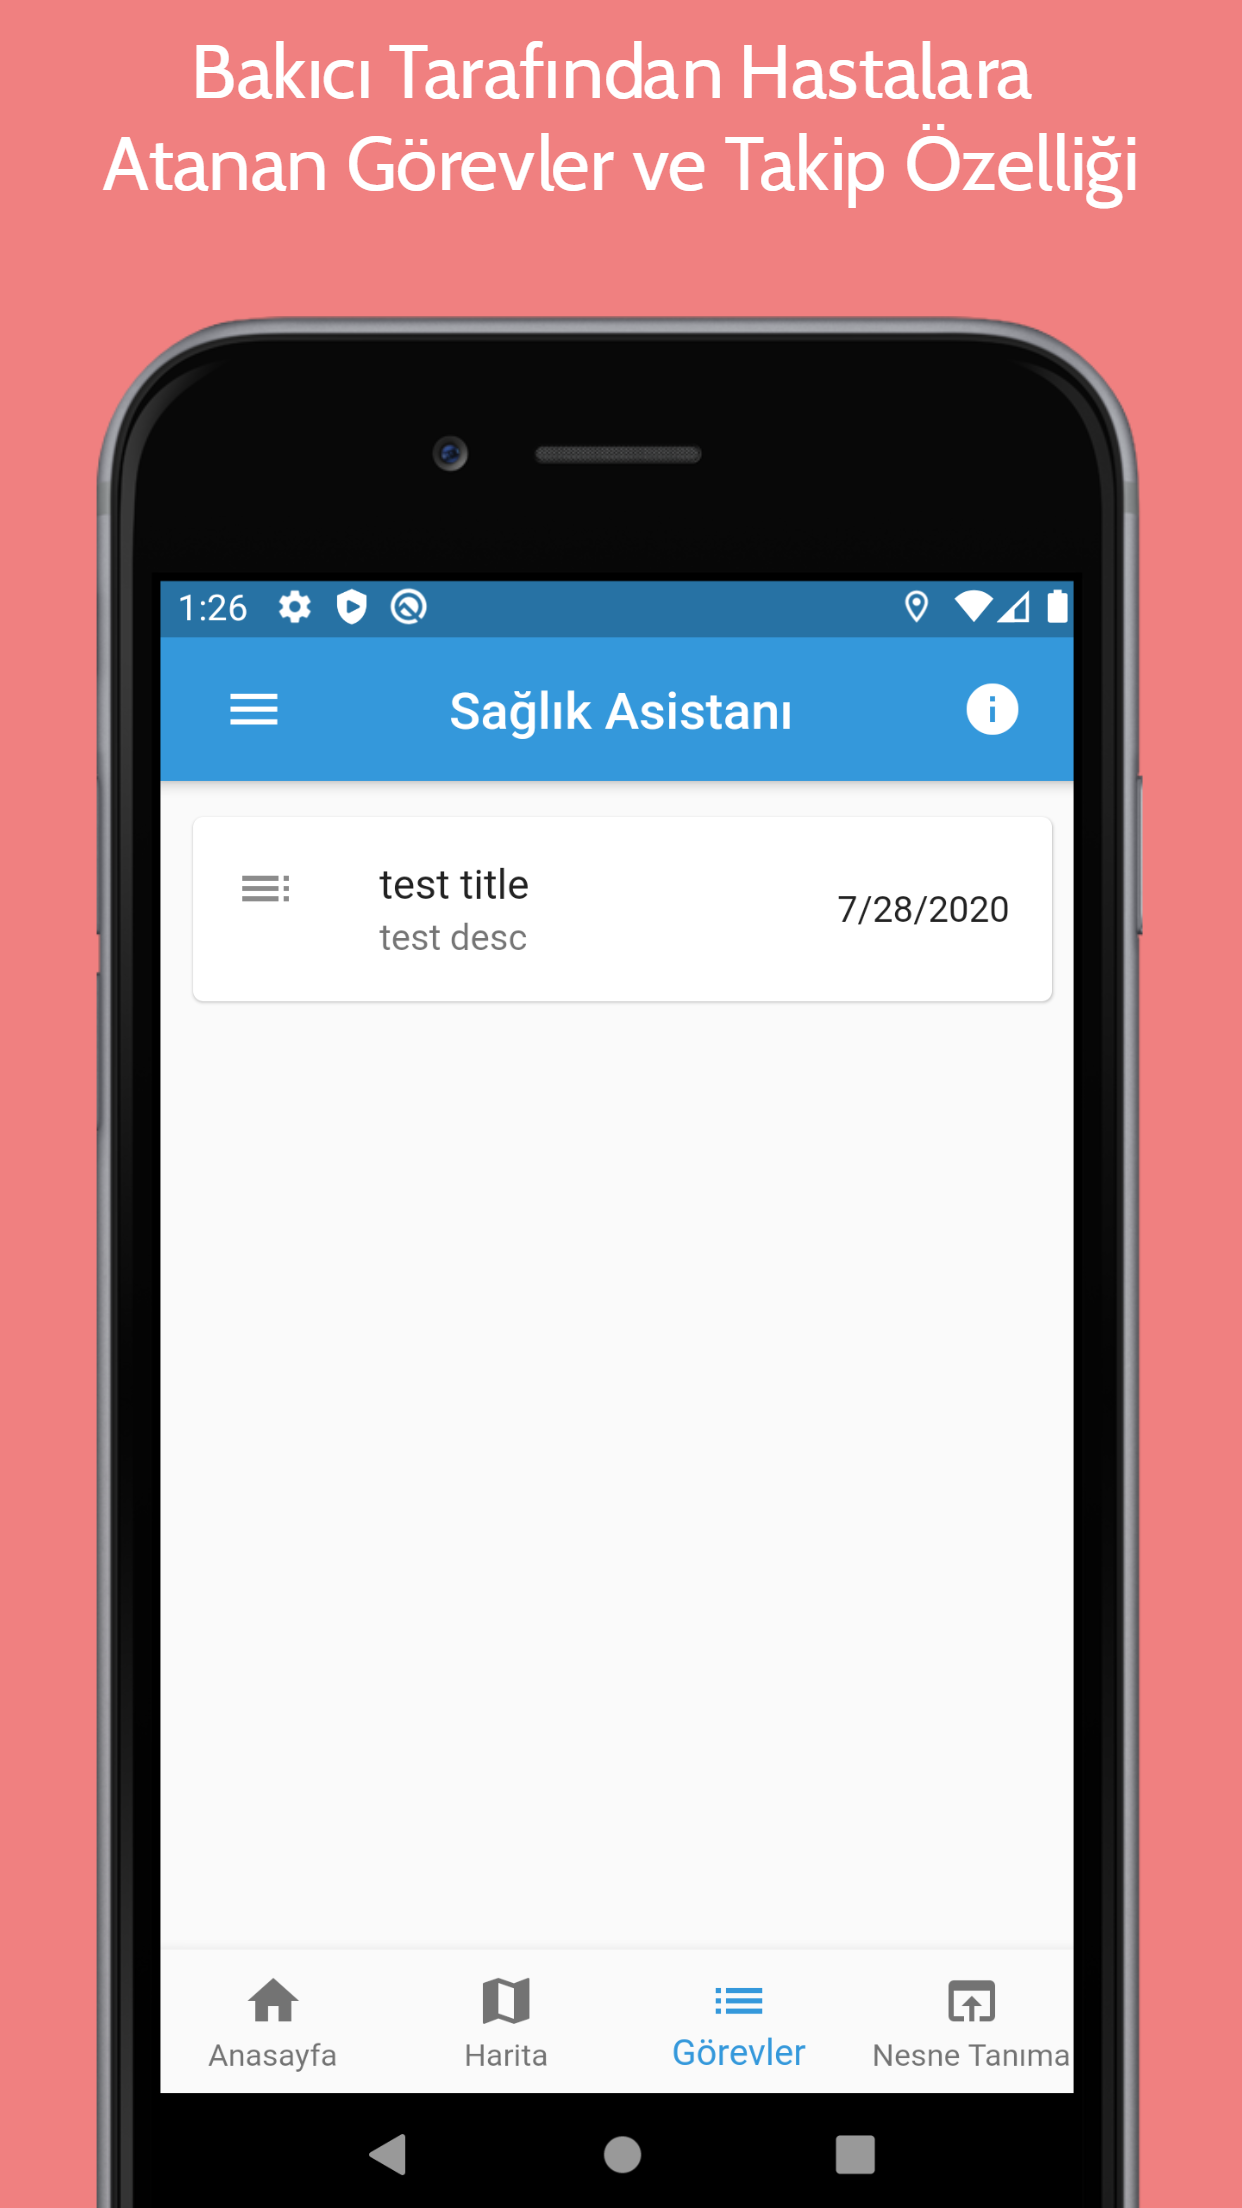 Bakıcı Tarafından Hastalara
Atanan Görevler ve Takip Özelliği
1:26
Sağlık Asistanı
test title
test desc
7/28/2020
Anasayfa
Harita
Görevler
Nesne Tanıma